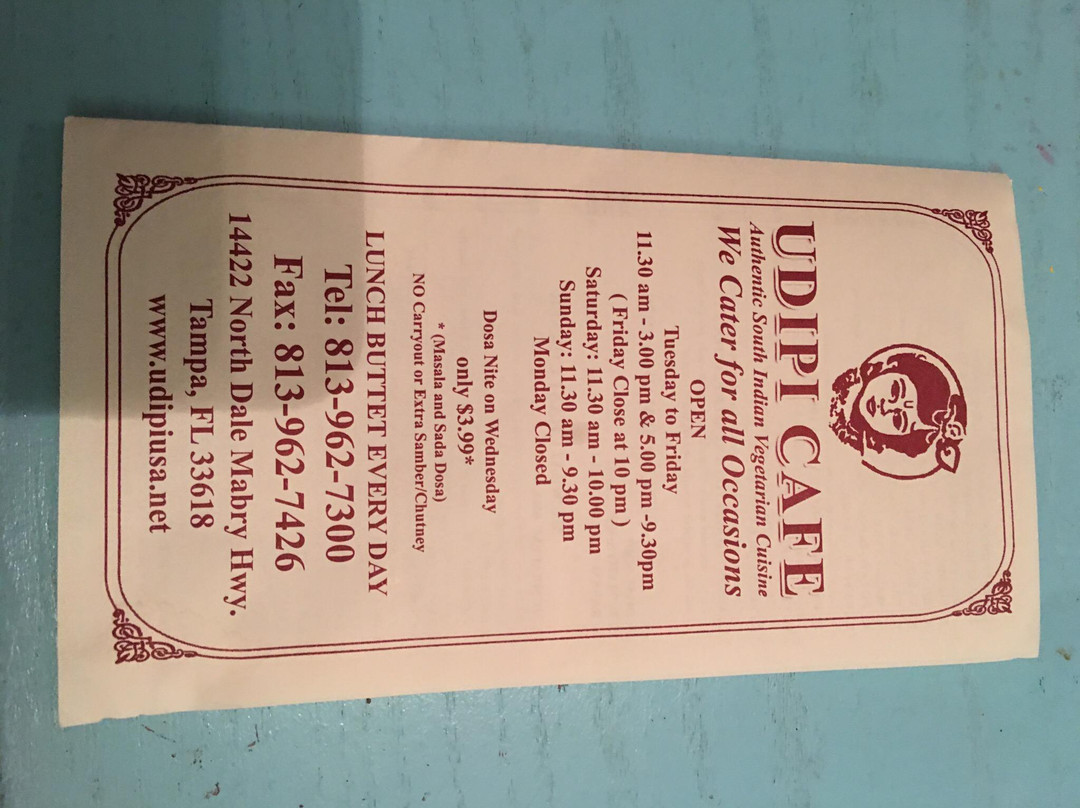 UDIPI CAFE
Authentic South Indian Vegetarian Cuisine
We Cater for all Occasions
OPEN
Tuesday to Friday
11.30 am - 3.00 pm & 5.00 pm -9.30pm
( Friday Close at 10 pm )
Saturday: 11.30 am - 10.00 pm
Sunday: 11.30 am - 9.30 pm
Monday Closed
Dosa Nite on Wednesday
only $3.99*
* (Masala and Sada Dosa)
NO Carryout or Extra Samber/Chutney
LUNCH BUTTET EVERY DAY
Tel: 813-962-7300
Fax: 813-962-7426
14422 North Dale Mabry Hwy.
Tampa, FL 33618
www.udipiusa.net